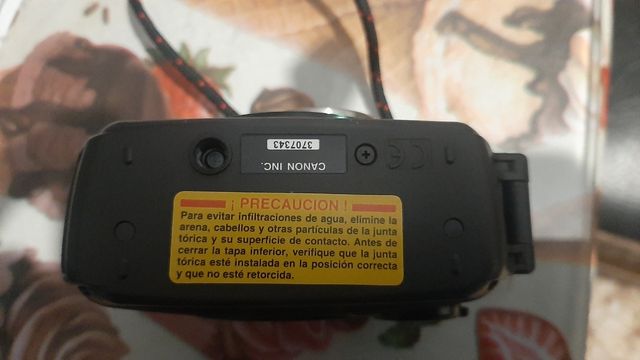 CANON INC.
3707343
CE
¡ PRECAUCION !
Para evitar infiltraciones de agua, elimine la
arena, cabellos y otras partículas de la junta
tórica y su superficie de contacto. Antes de
cerrar la tapa inferior, verifique que la junta
tórica esté instalada en la posición correcta
y que no esté retorcida.